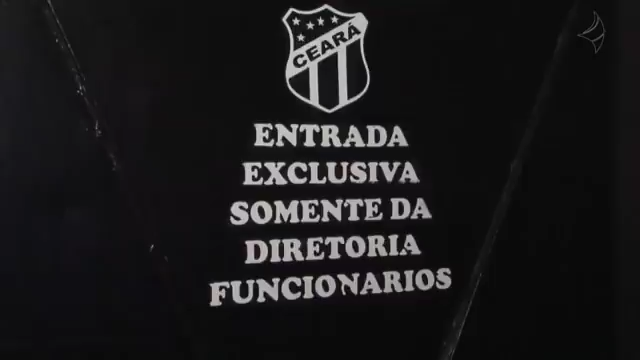 CEARÁ
ENTRADA
EXCLUSIVA
SOMENTE DA
DIRETORIA
FUNCIONARIOS